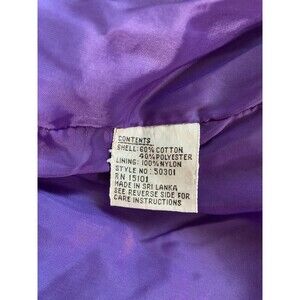 CONTENTS
SHELL: 60% COTTON
40% POLYESTER
LINING: 100% NYLON
STYLE NO: 50301
RN 15101
MADE IN SRI LANKA
SEE REVERSE SIDE FOR
CARE INSTRUCTIONS